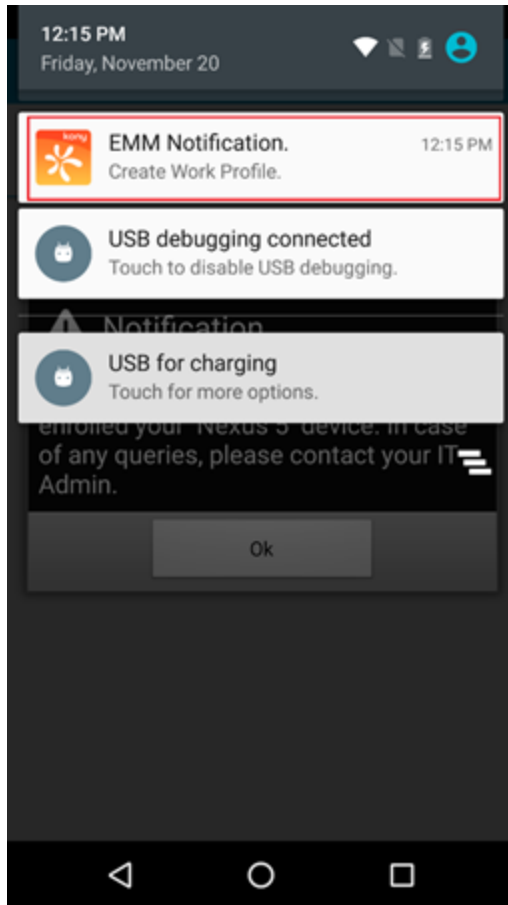 12:15 PM
Friday, November 20
kony
EMM Notification.
12:15 PM
Create Work Profile.
USB debugging connected
Touch to disable USB debugging.
Notification
USB for charging
Touch for more options.
enrolled your 'Nexus 5' device. In case
of any queries, please contact your IT
Admin.
Ok